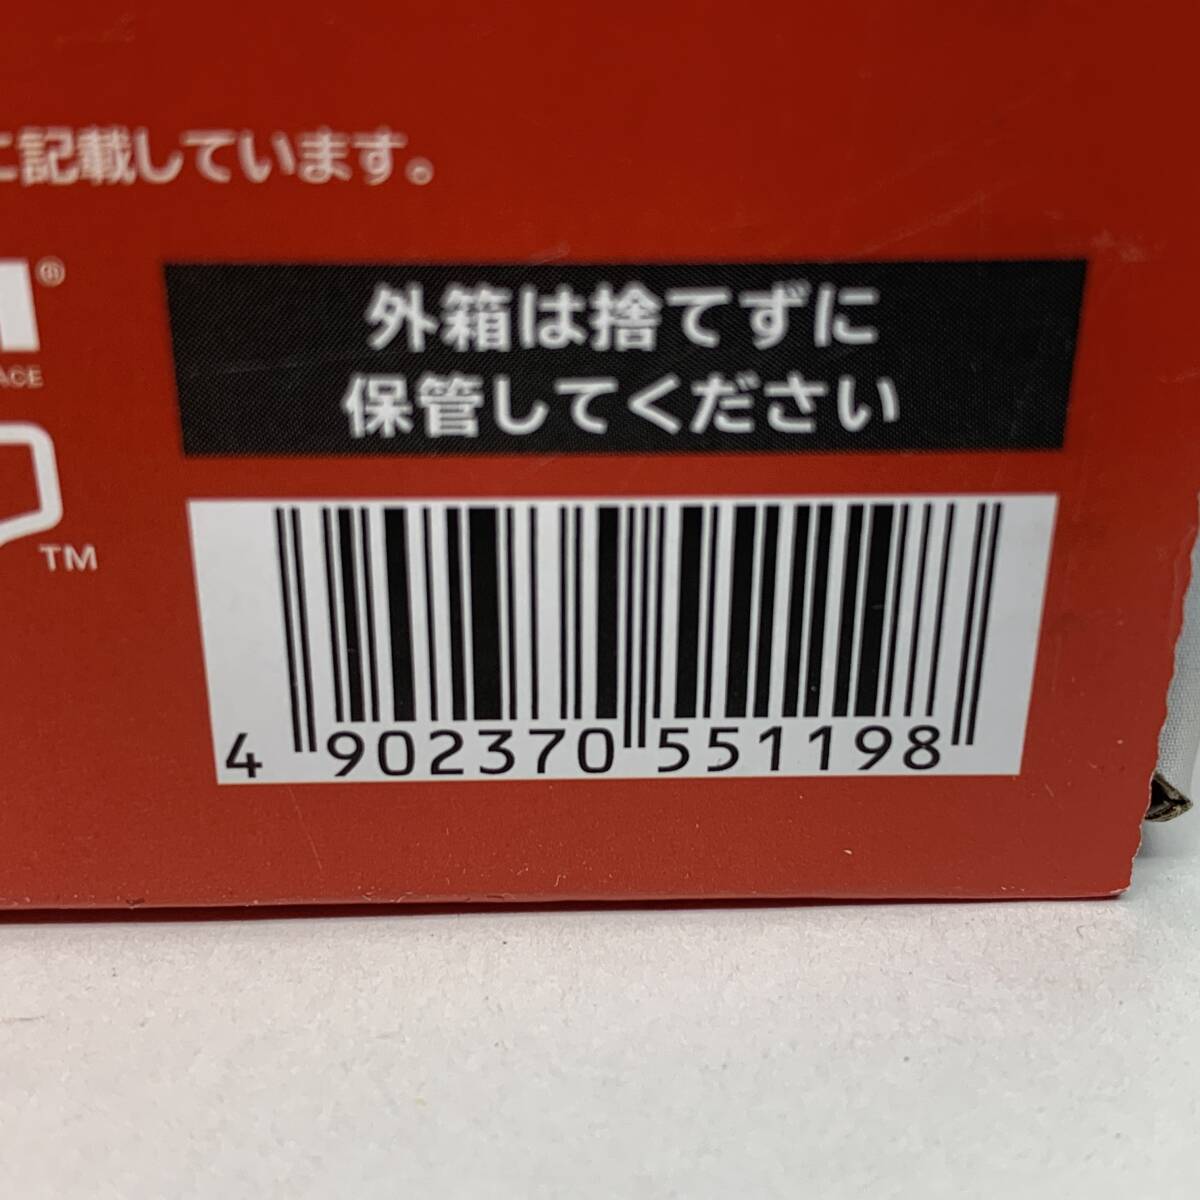 に記載しています。
®
ACE
TM
外箱は捨てずに
保管してください
4 902370 551198